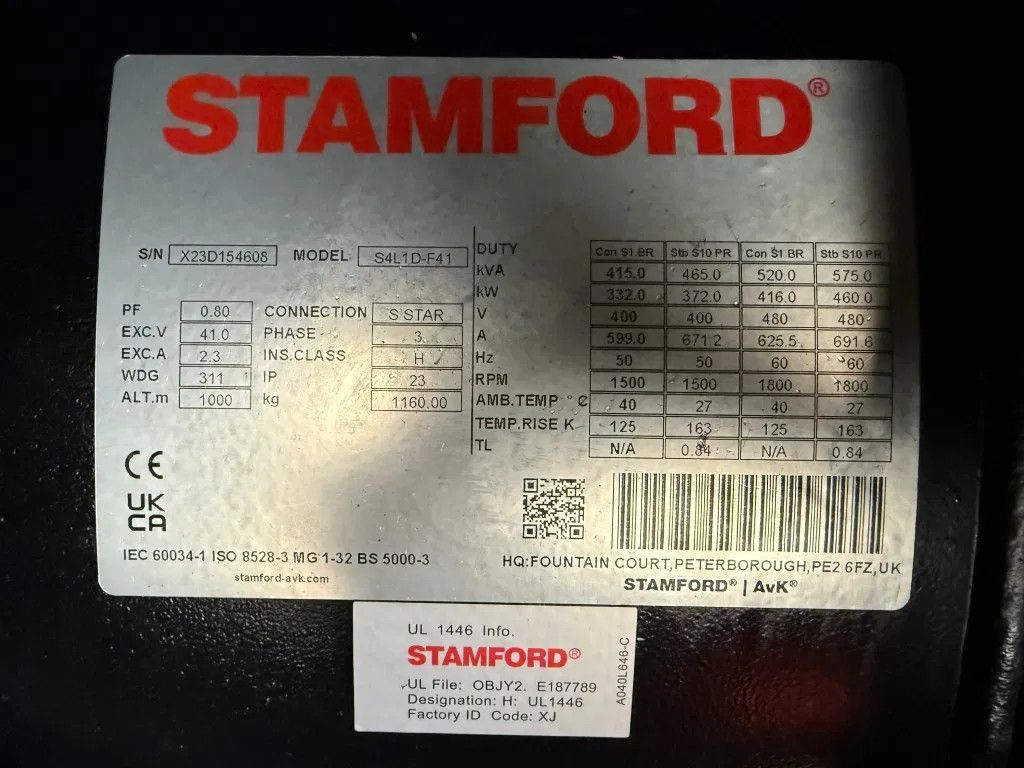 STAMFORD®
S/N X23D154608 MODEL S4L1D-F41
PF 0.80 CONNECTION S STAR
EXC.V 41.0 PHASE 3
EXC.A 2.3 INS.CLASS H
WDG 311 IP 23
ALT.m 1000 kg 1160.00
DUTY Con S1 BR Stb S10 PR Con S1 BR Stb S10 PR
kVA 415.0 465.0 520.0 575.0
kW 332.0 372.0 416.0 460.0
V 400 400 480 480
A 599.0 671.2 625.5 691.6
Hz 50 50 60 60
RPM 1500 1500 1800 1800
AMB.TEMP °C 40 27 40 27
TEMP.RISE K 125 163 125 163
TL N/A 0.84 N/A 0.84
CE
UK
CA
IEC 60034-1 ISO 8528-3 MG 1-32 BS 5000-3
stamford-avk.com
HQ:FOUNTAIN COURT,PETERBOROUGH,PE2 6FZ,UK
STAMFORD® | AvK®
UL 1446 Info.
STAMFORD®
UL File: OBJY2. E187789
Designation: H: UL1446
Factory ID Code: XJ
A040L646-C